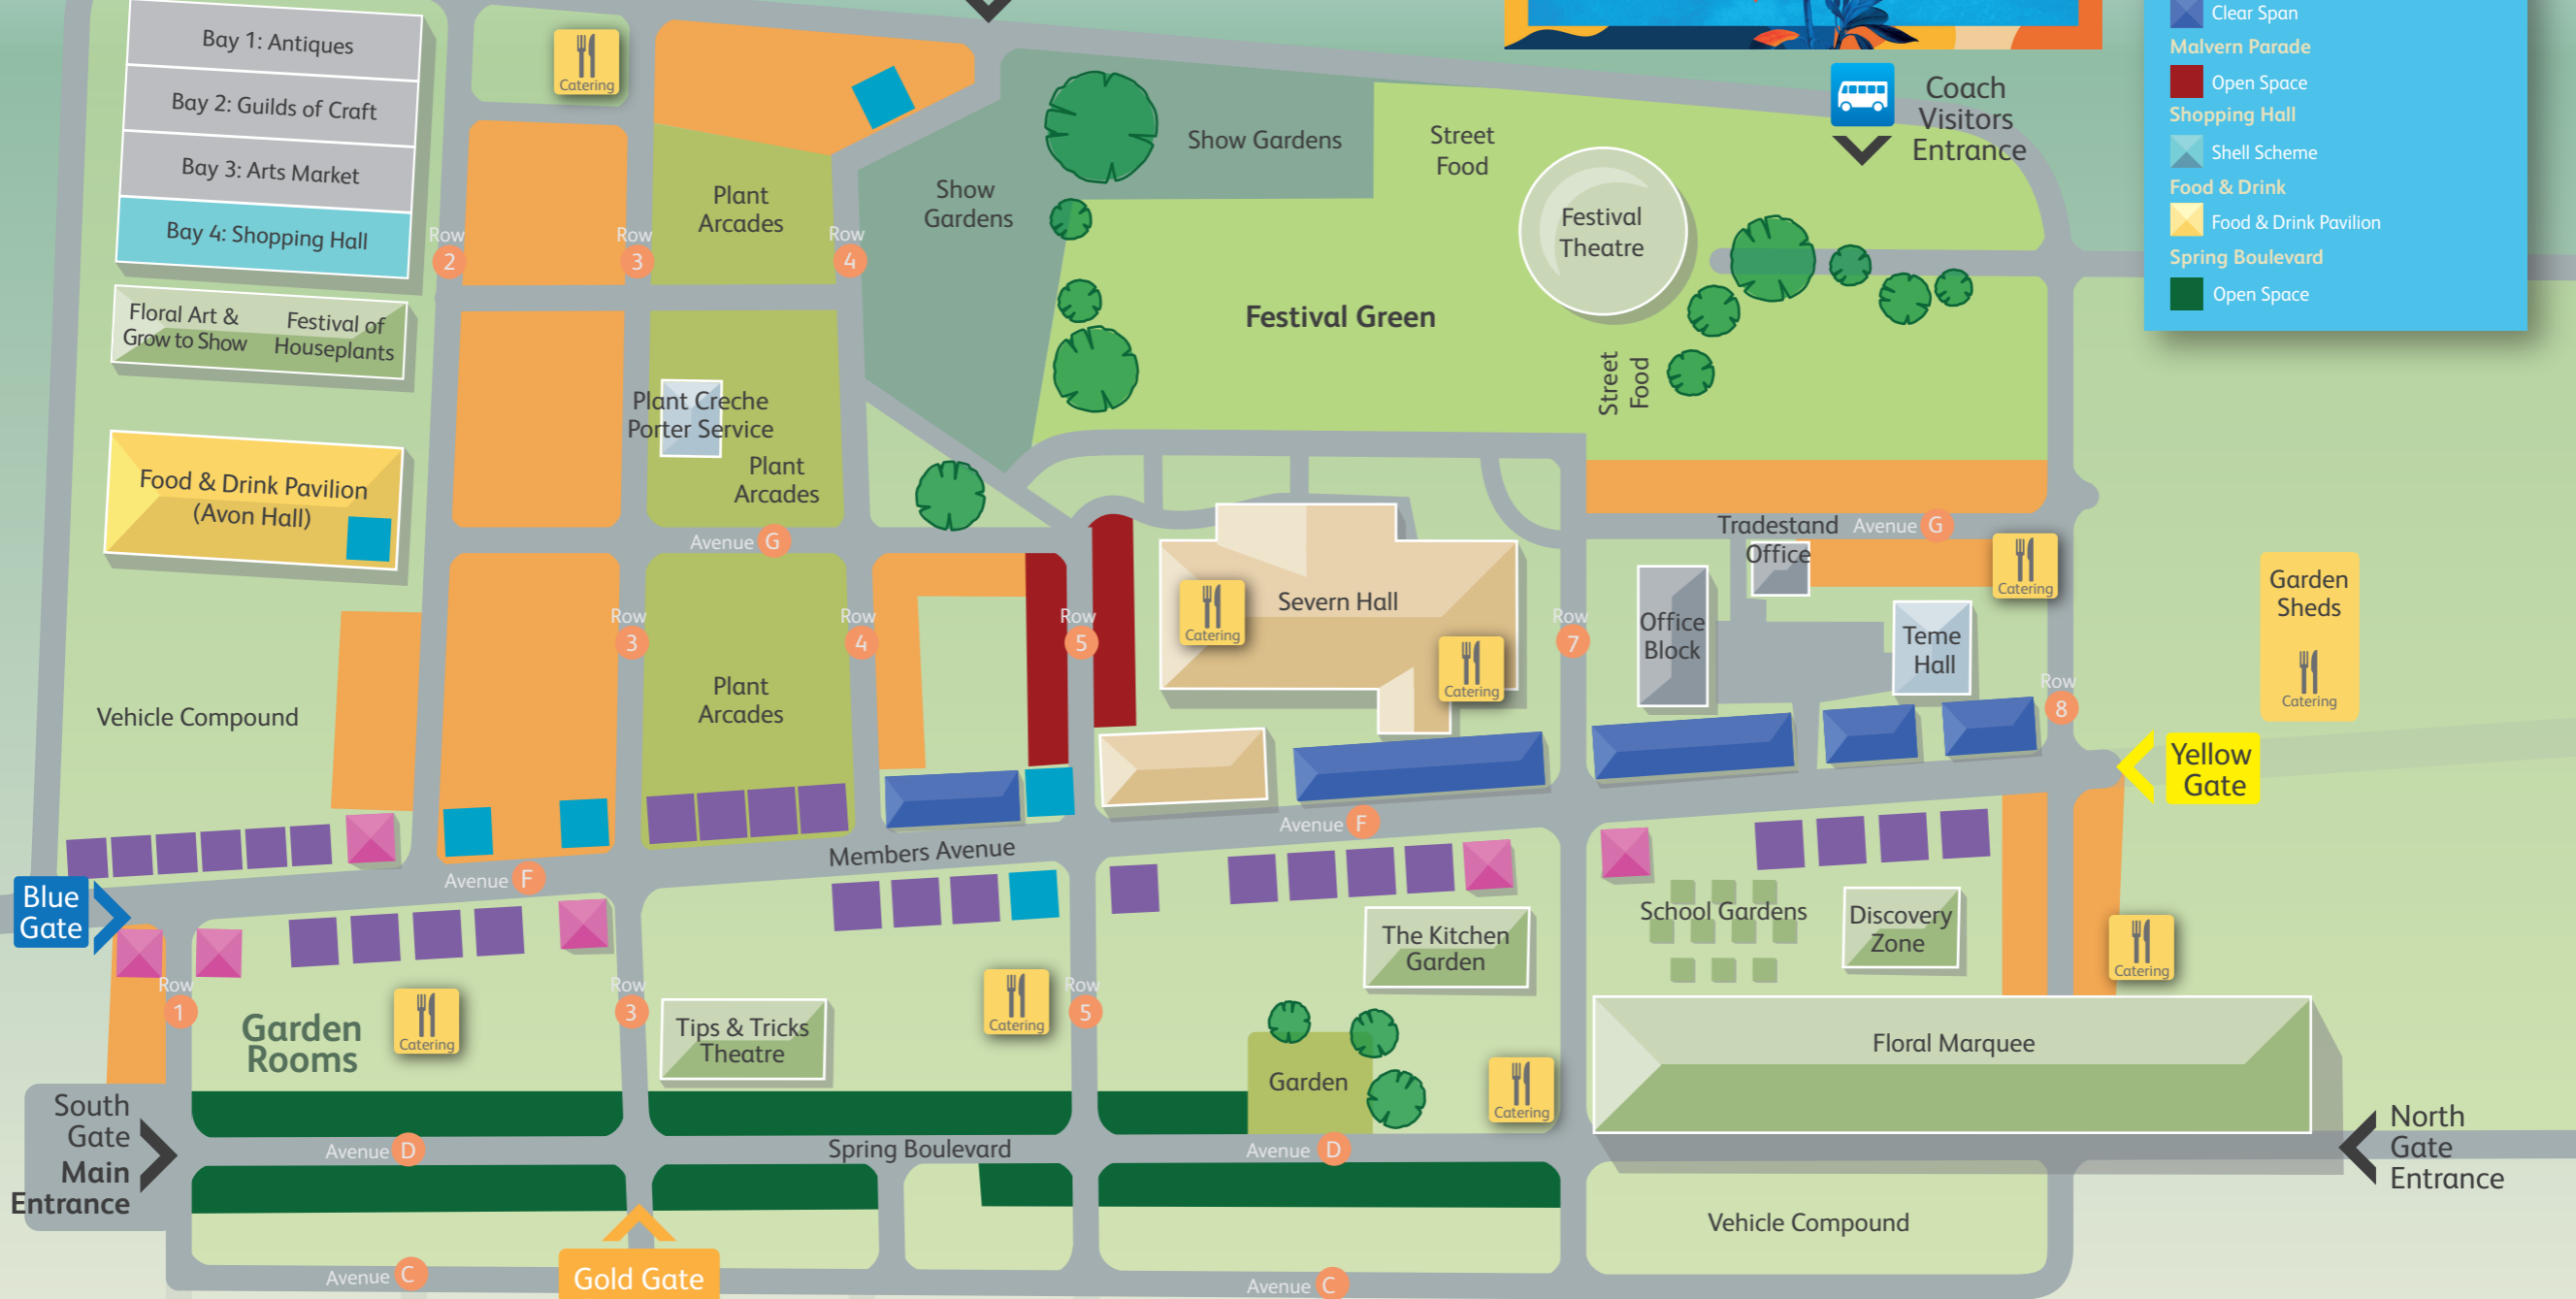 Bay 1: Antiques
Bay 2: Guilds of Craft
Bay 3: Arts Market
Bay 4: Shopping Hall
Floral Art &
Grow to Show
Festival of
Houseplants
Food & Drink Pavilion
(Avon Hall)
Vehicle Compound
Catering
Row
2
Row
3
Row
4
Plant
Arcades
Plant Creche
Porter Service
Plant
Arcades
Avenue G
Show
Gardens
Show Gardens
Street
Food
Festival
Theatre
Festival Green
Street
Food
Coach
Visitors
Entrance
Clear Span
Malvern Parade
Open Space
Shopping Hall
Shell Scheme
Food & Drink
Food & Drink Pavilion
Spring Boulevard
Open Space
Row
3
Row
4
Row
5
Row
7
Plant
Arcades
Severn Hall
Catering
Catering
Tradestand
Office
Avenue G
Catering
Office
Block
Teme
Hall
Row
8
Garden
Sheds
Catering
Yellow
Gate
Avenue F
Members Avenue
Avenue F
Blue
Gate
Row
1
Garden
Rooms
Catering
Row
3
Tips & Tricks
Theatre
Catering
Row
5
The Kitchen
Garden
Garden
Catering
School Gardens
Discovery
Zone
Catering
Floral Marquee
South
Gate
Main
Entrance
Avenue D
Spring Boulevard
Avenue D
North
Gate
Entrance
Vehicle Compound
Avenue C
Gold Gate
Avenue C